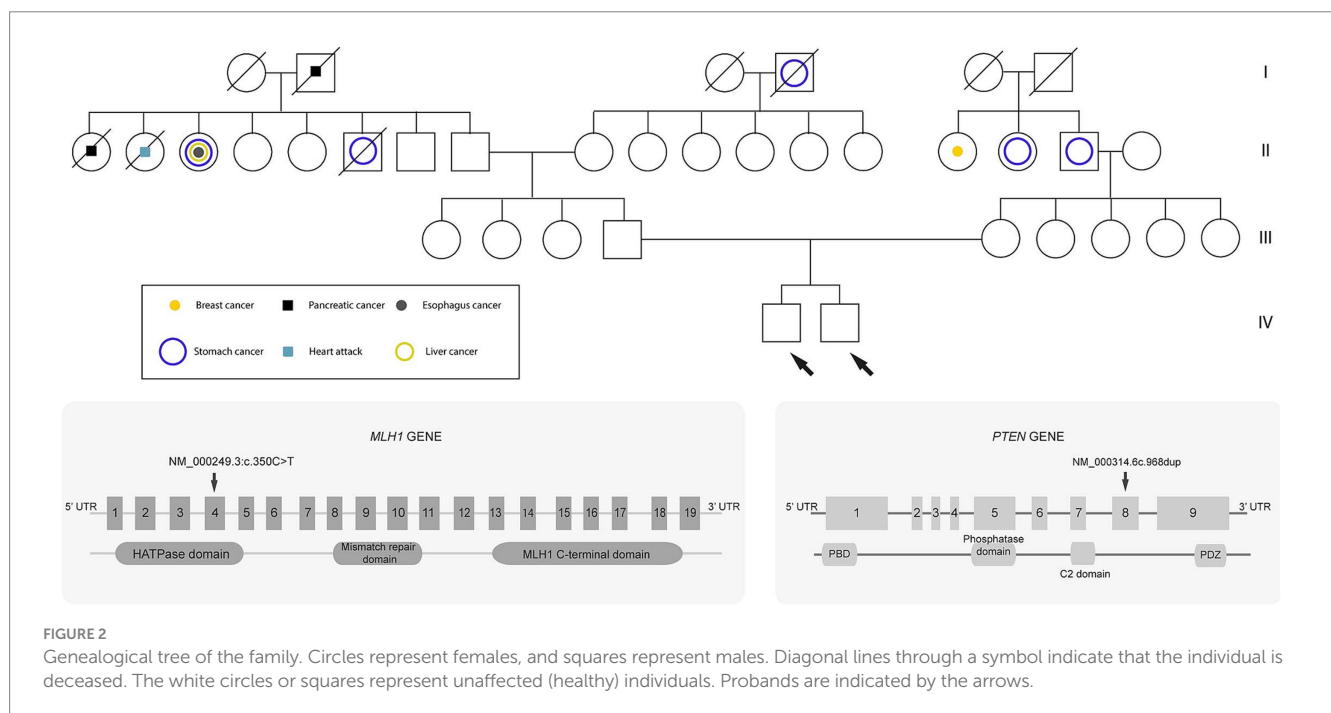 I
II
III
IV
Breast cancer
Pancreatic cancer
Esophagus cancer
Stomach cancer
Heart attack
Liver cancer
MLH1 GENE
NM_000249.3:c.350C>T
5' UTR
1 2 3 4 5 6 7 8 9 10 11 12 13 14 15 16 17 18 19
3' UTR
HATPase domain
Mismatch repair
domain
MLH1 C-terminal domain
PTEN GENE
NM_000314.6c.968dup
5' UTR
1 2 3 4 5 6 7 8 9
3' UTR
PBD
Phosphatase
domain
C2 domain
PDZ
FIGURE 2
Genealogical tree of the family. Circles represent females, and squares represent males. Diagonal lines through a symbol indicate that the individual is
deceased. The white circles or squares represent unaffected (healthy) individuals. Probands are indicated by the arrows.